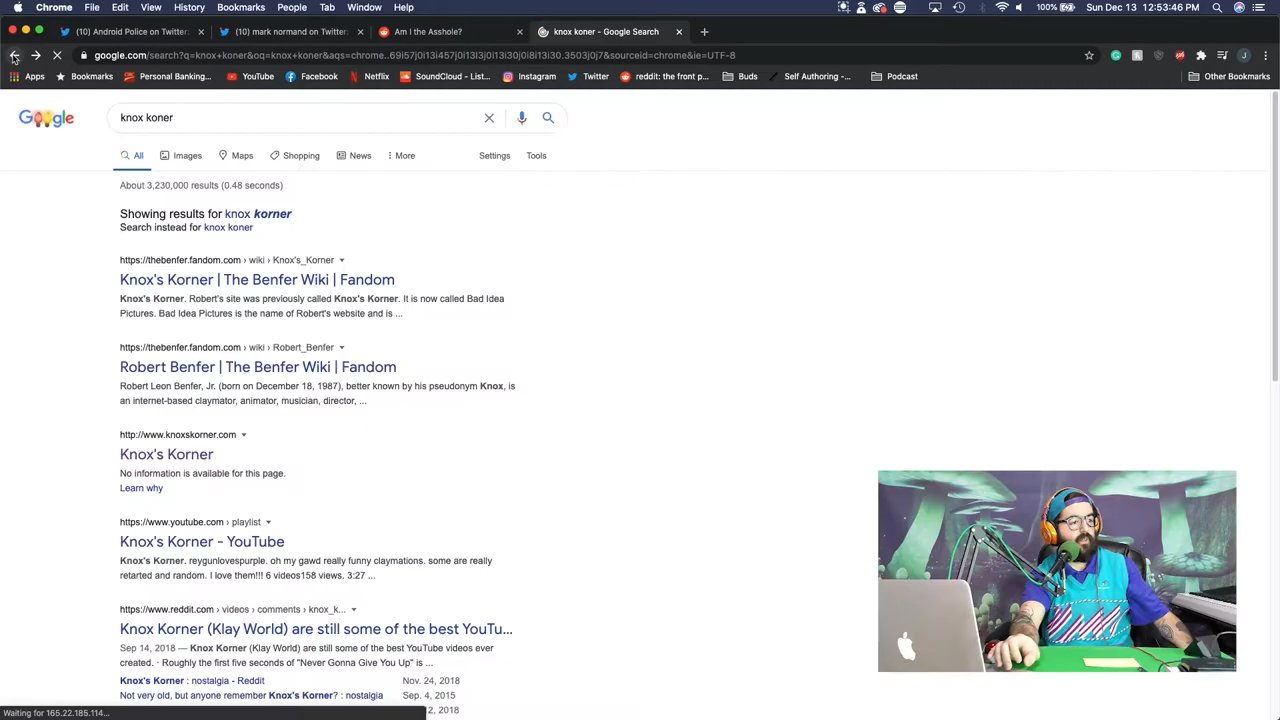 Chrome File Edit View History Bookmarks People Tab Window Help
100% Sun Dec 13 12:53:46 PM
(10) Android Police on Twitter:
(10) mark normand on Twitter:
Am I the Asshole?
knox koner - Google Search
google.com/search?q=knox+koner&oq=knox+koner&aqs=chrome..69i57j0i13i457j0i13l3j0i13i30j0i8i13i30.3503j0j7&sourceid=chrome&ie=UTF-8
J
Apps
Bookmarks
Personal Banking...
YouTube
Facebook
Netflix
SoundCloud - List...
Instagram
Twitter
reddit: the front p...
Buds
Self Authoring -...
Podcast
Other Bookmarks
Google
knox koner
All Images Maps Shopping News More Settings Tools
About 3,230,000 results (0.48 seconds)
Showing results for knox korner
Search instead for knox koner
https://thebenfer.fandom.com › wiki › Knox's_Korner
Knox's Korner | The Benfer Wiki | Fandom
Knox's Korner. Robert's site was previously called Knox's Korner. It is now called Bad Idea
Pictures. Bad Idea Pictures is the name of Robert's website and is ...
https://thebenfer.fandom.com › wiki › Robert_Benfer
Robert Benfer | The Benfer Wiki | Fandom
Robert Leon Benfer, Jr. (born on December 18, 1987), better known by his pseudonym Knox, is
an internet-based claymator, animator, musician, director, ...
http://www.knoxskorner.com
Knox's Korner
No information is available for this page.
Learn why
https://www.youtube.com › playlist
Knox's Korner - YouTube
Knox's Korner. reygunlovespurple. oh my gawd really funny claymations. some are really
retarted and random. I love them!!! 6 videos158 views. 3:27 ...
https://www.reddit.com › videos › comments › knox_k...
Knox Korner (Klay World) are still some of the best YouTu...
Sep 14, 2018 — Knox Korner (Klay World) are still some of the best YouTube videos ever
created. · Roughly the first five seconds of "Never Gonna Give You Up" is ...
Knox's Korner : nostalgia - Reddit Nov. 24, 2018
Not very old, but anyone remember Knox's Korner? : nostalgia Sep. 4, 2015
12, 2018
Waiting for 165.22.185.114...